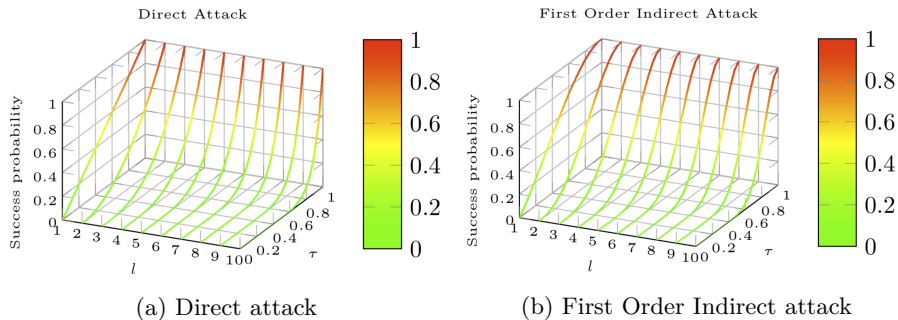 Direct Attack
Success probability
1
0.8
0.6
0.4
0.2
0
1 2 3 4 5 6 7 8 9 10
0 0.2 0.4 0.6 0.8 1
l
τ
1
0.8
0.6
0.4
0.2
0
(a) Direct attack
First Order Indirect Attack
Success probability
1
0.8
0.6
0.4
0.2
0
1 2 3 4 5 6 7 8 9 10
0 0.2 0.4 0.6 0.8 1
l
τ
1
0.8
0.6
0.4
0.2
0
(b) First Order Indirect attack